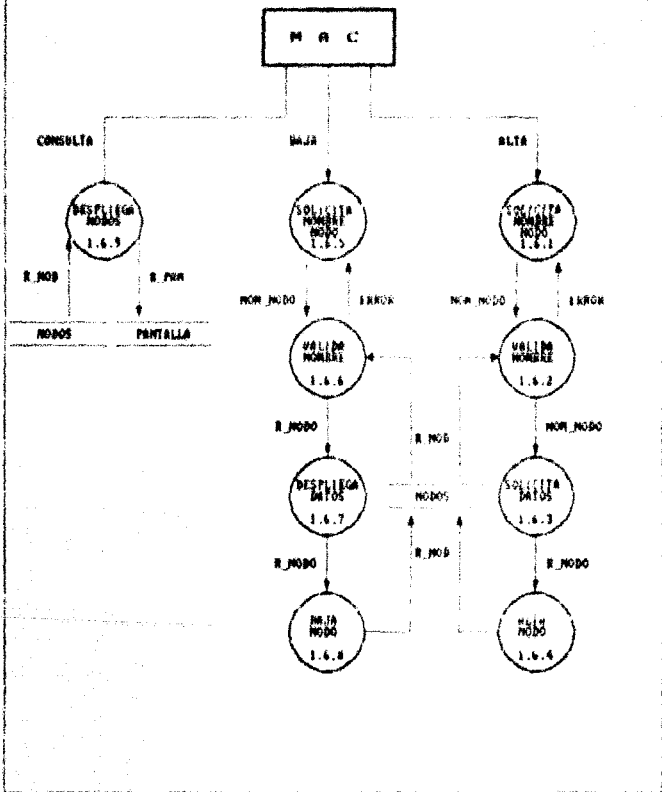 M A C
CONSULTA
BAJA
ALTA
DESPLIEGA
NODOS
1.6.9
SOLICITA
NOMBRE
NODO
1.6.5
SOLICITA
NOMBRE
NODO
1.6.1
R_NOD
R_PAN
NOM_NODO
ERROR
NOM_NODO
ERROR
NODOS
PANTALLA
VALIDA
NOMBRE
1.6.6
VALIDA
NOMBRE
1.6.2
R_NODO
R_NOD
NOM_NODO
DESPLIEGA
DATOS
1.6.7
NODOS
SOLICITA
DATOS
1.6.3
R_NODO
R_NOD
R_NODO
BAJA
NODO
1.6.8
ALTA
NODO
1.6.4